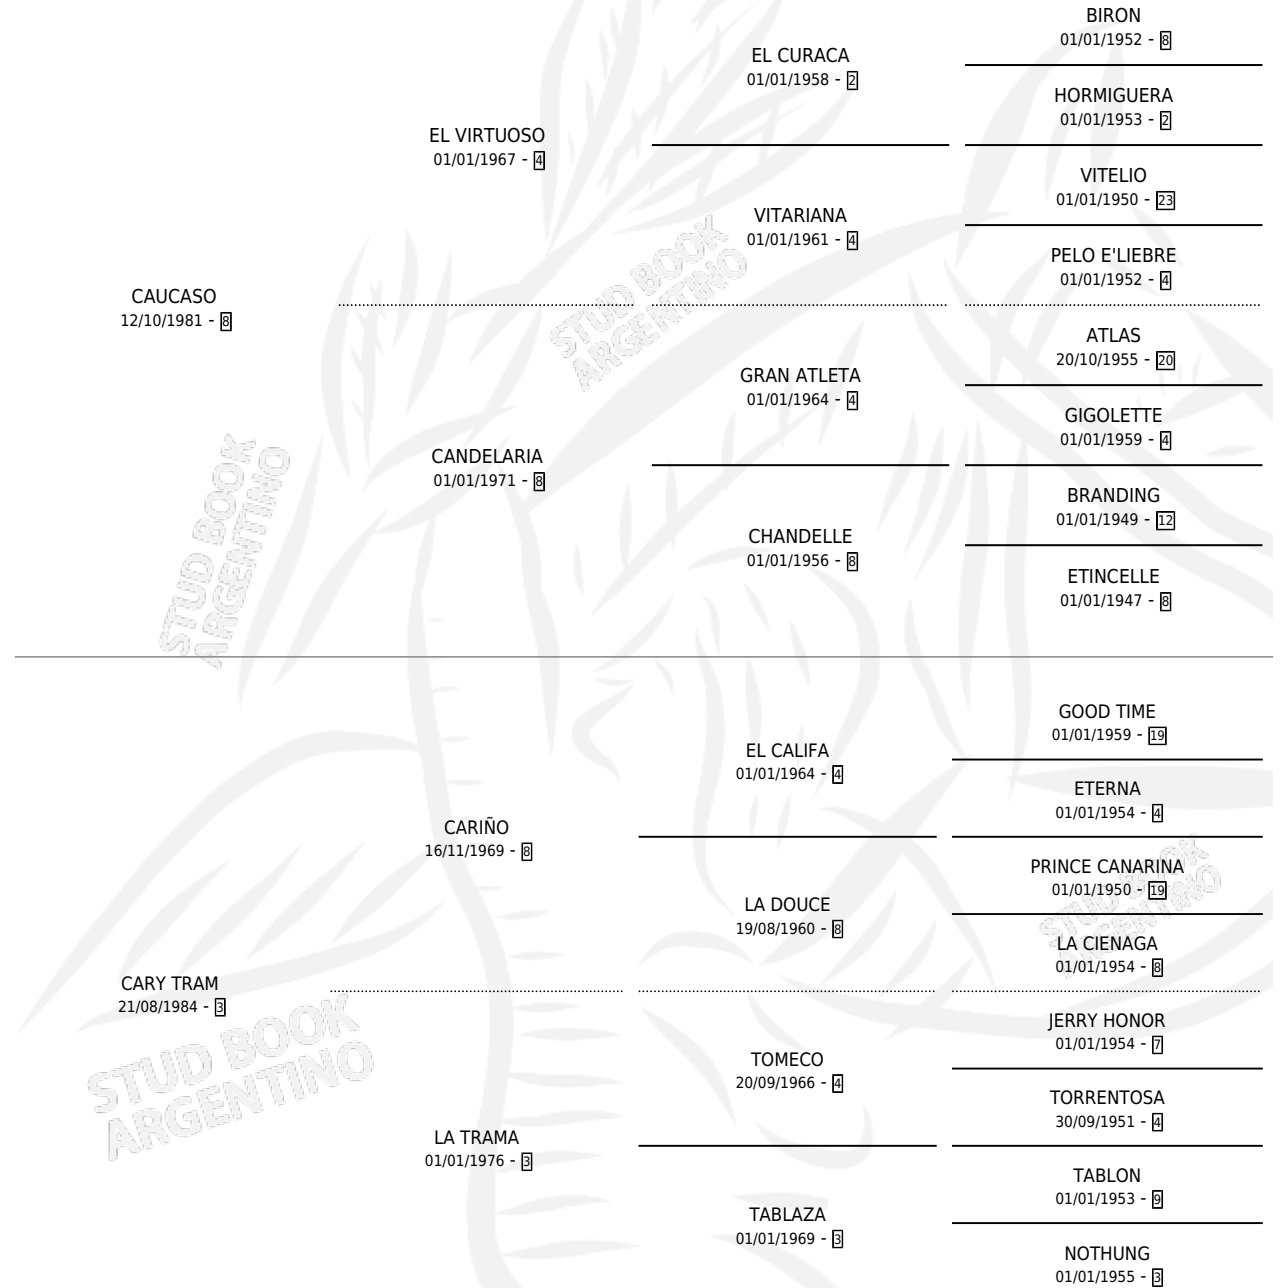 BIRON
01/01/1952 - 8
EL CURACA
01/01/1958 - 2
HORMIGUERA
01/01/1953 - 2
EL VIRTUOSO
01/01/1967 - 4
VITELIO
01/01/1950 - 23
VITARIANA
01/01/1961 - 4
PELO E'LIEBRE
01/01/1952 - 4
CAUCASO
12/10/1981 - 8
STUD BOOK
ARGENTINO
ATLAS
20/10/1955 - 20
GRAN ATLETA
01/01/1964 - 4
GIGOLETTE
01/01/1959 - 4
CANDELARIA
01/01/1971 - 8
BRANDING
01/01/1949 - 12
CHANDELLE
01/01/1956 - 8
ETINCELLE
01/01/1947 - 8
STUD BOOK
ARGENTINO
GOOD TIME
01/01/1959 - 19
EL CALIFA
01/01/1964 - 4
ETERNA
01/01/1954 - 4
CARIÑO
16/11/1969 - 8
PRINCE CANARINA
01/01/1950 - 19
LA DOUCE
19/08/1960 - 8
STUD BOOK
ARGENTINO
LA CIENAGA
01/01/1954 - 8
CARY TRAM
21/08/1984 - 3
STUD BOOK
ARGENTINO
JERRY HONOR
01/01/1954 - 7
TOMECO
20/09/1966 - 4
TORRENTOSA
30/09/1951 - 4
LA TRAMA
01/01/1976 - 3
TABLON
01/01/1953 - 9
TABLAZA
01/01/1969 - 3
NOTHUNG
01/01/1955 - 3